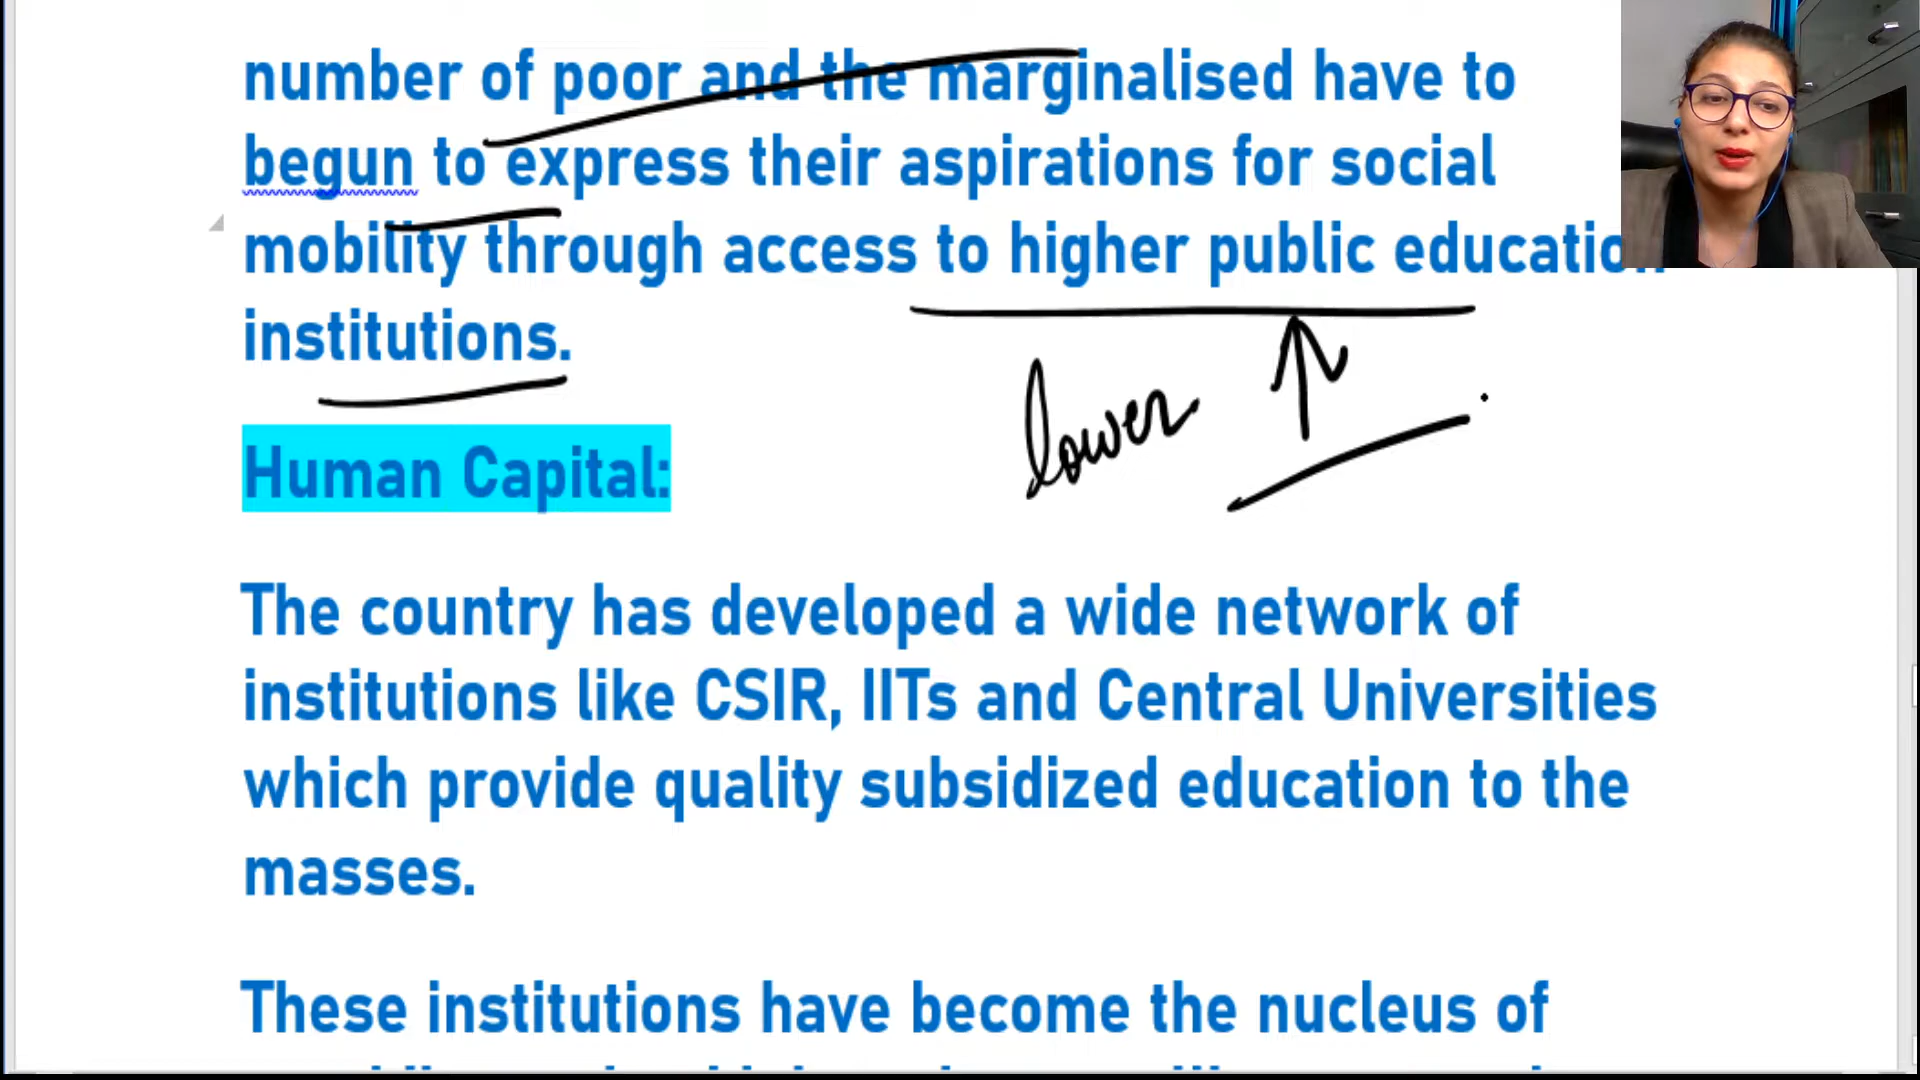 number of poor and the marginalised have to
begun to express their aspirations for social
mobility through access to higher public education
institutions.
lower
Human Capital:
The country has developed a wide network of
institutions like CSIR, IITs and Central Universities
which provide quality subsidized education to the
masses.
These institutions have become the nucleus of